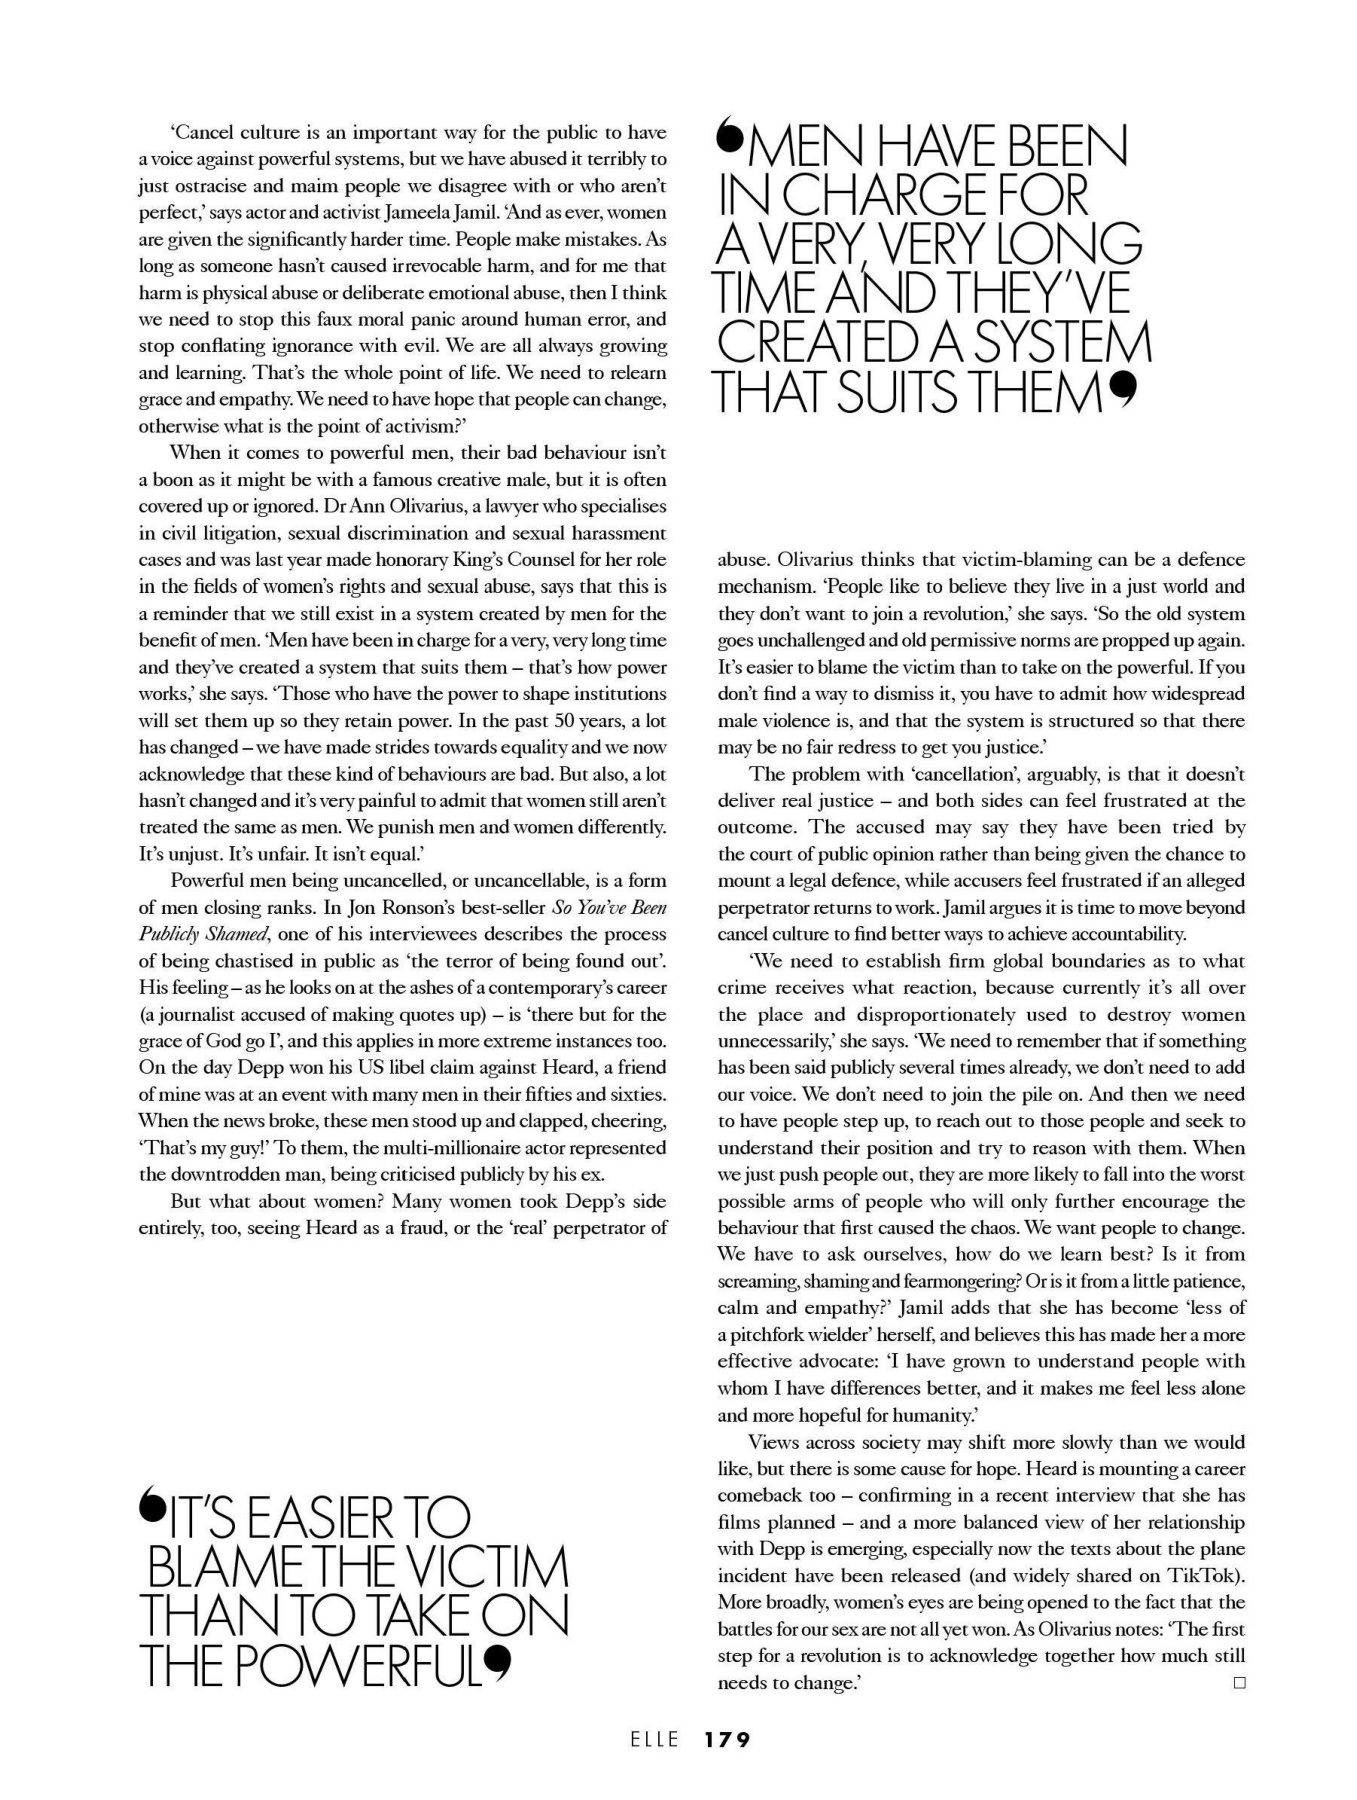 ‘Cancel culture is an important way for the public to have
a voice against powerful systems, but we have abused it terribly to
just ostracise and maim people we disagree with or who aren’t
perfect,’ says actor and activist Jameela Jamil. ‘And as ever, women
are given the significantly harder time. People make mistakes. As
long as someone hasn’t caused irrevocable harm, and for me that
harm is physical abuse or deliberate emotional abuse, then I think
we need to stop this faux moral panic around human error, and
stop conflating ignorance with evil. We are all always growing
and learning. That’s the whole point of life. We need to relearn
grace and empathy. We need to have hope that people can change,
otherwise what is the point of activism?’
When it comes to powerful men, their bad behaviour isn’t
a boon as it might be with a famous creative male, but it is often
covered up or ignored. Dr Ann Olivarius, a lawyer who specialises
in civil litigation, sexual discrimination and sexual harassment
cases and was last year made honorary King’s Counsel for her role
in the fields of women’s rights and sexual abuse, says that this is
a reminder that we still exist in a system created by men for the
benefit of men. ‘Men have been in charge for a very, very long time
and they’ve created a system that suits them – that’s how power
works,’ she says. ‘Those who have the power to shape institutions
will set them up so they retain power. In the past 50 years, a lot
has changed – we have made strides towards equality and we now
acknowledge that these kind of behaviours are bad. But also, a lot
hasn’t changed and it’s very painful to admit that women still aren’t
treated the same as men. We punish men and women differently.
It’s unjust. It’s unfair. It isn’t equal.’
Powerful men being uncancelled, or uncancellable, is a form
of men closing ranks. In Jon Ronson’s best-seller So You’ve Been
Publicly Shamed, one of his interviewees describes the process
of being chastised in public as ‘the terror of being found out’.
His feeling – as he looks on at the ashes of a contemporary’s career
(a journalist accused of making quotes up) – is ‘there but for the
grace of God go I’, and this applies in more extreme instances too.
On the day Depp won his US libel claim against Heard, a friend
of mine was at an event with many men in their fifties and sixties.
When the news broke, these men stood up and clapped, cheering,
‘That’s my guy!’ To them, the multi-millionaire actor represented
the downtrodden man, being criticised publicly by his ex.
But what about women? Many women took Depp’s side
entirely, too, seeing Heard as a fraud, or the ‘real’ perpetrator of
‘IT’S EASIER TO
BLAME THE VICTIM
THAN TO TAKE ON
THE POWERFUL’
‘MEN HAVE BEEN
IN CHARGE FOR
A VERY, VERY LONG
TIME AND THEY’VE
CREATED A SYSTEM
THAT SUITS THEM’
abuse. Olivarius thinks that victim-blaming can be a defence
mechanism. ‘People like to believe they live in a just world and
they don’t want to join a revolution,’ she says. ‘So the old system
goes unchallenged and old permissive norms are propped up again.
It’s easier to blame the victim than to take on the powerful. If you
don’t find a way to dismiss it, you have to admit how widespread
male violence is, and that the system is structured so that there
may be no fair redress to get you justice.’
The problem with ‘cancellation’, arguably, is that it doesn’t
deliver real justice – and both sides can feel frustrated at the
outcome. The accused may say they have been tried by
the court of public opinion rather than being given the chance to
mount a legal defence, while accusers feel frustrated if an alleged
perpetrator returns to work. Jamil argues it is time to move beyond
cancel culture to find better ways to achieve accountability.
‘We need to establish firm global boundaries as to what
crime receives what reaction, because currently it’s all over
the place and disproportionately used to destroy women
unnecessarily,’ she says. ‘We need to remember that if something
has been said publicly several times already, we don’t need to add
our voice. We don’t need to join the pile on. And then we need
to have people step up, to reach out to those people and seek to
understand their position and try to reason with them. When
we just push people out, they are more likely to fall into the worst
possible arms of people who will only further encourage the
behaviour that first caused the chaos. We want people to change.
We have to ask ourselves, how do we learn best? Is it from
screaming, shaming and fearmongering? Or is it from a little patience,
calm and empathy?’ Jamil adds that she has become ‘less of
a pitchfork wielder’ herself, and believes this has made her a more
effective advocate: ‘I have grown to understand people with
whom I have differences better, and it makes me feel less alone
and more hopeful for humanity.’
Views across society may shift more slowly than we would
like, but there is some cause for hope. Heard is mounting a career
comeback too – confirming in a recent interview that she has
films planned – and a more balanced view of her relationship
with Depp is emerging, especially now the texts about the plane
incident have been released (and widely shared on TikTok).
More broadly, women’s eyes are being opened to the fact that the
battles for our sex are not all yet won. As Olivarius notes: ‘The first
step for a revolution is to acknowledge together how much still
needs to change.’ □
ELLE 179